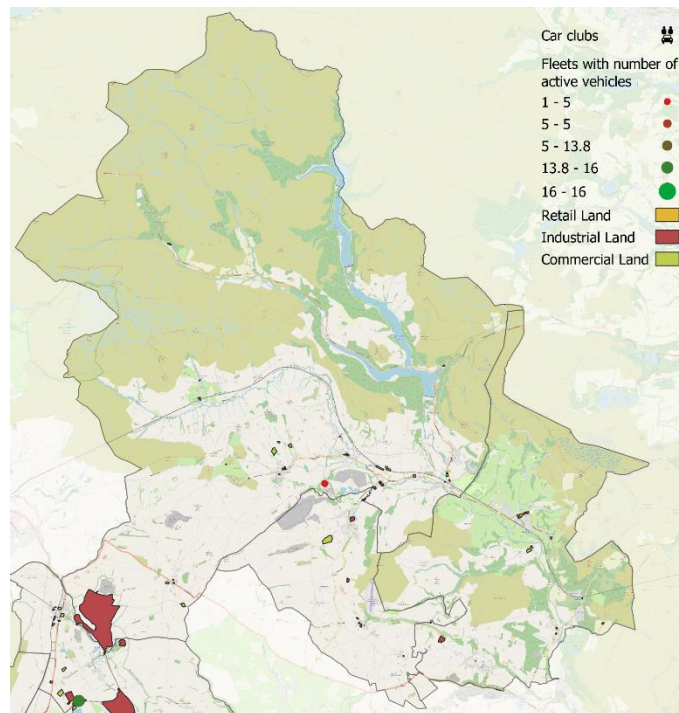 Car clubs
Fleets with number of
active vehicles
1 - 5
5 - 5
5 - 13.8
13.8 - 16
16 - 16
Retail Land
Industrial Land
Commercial Land